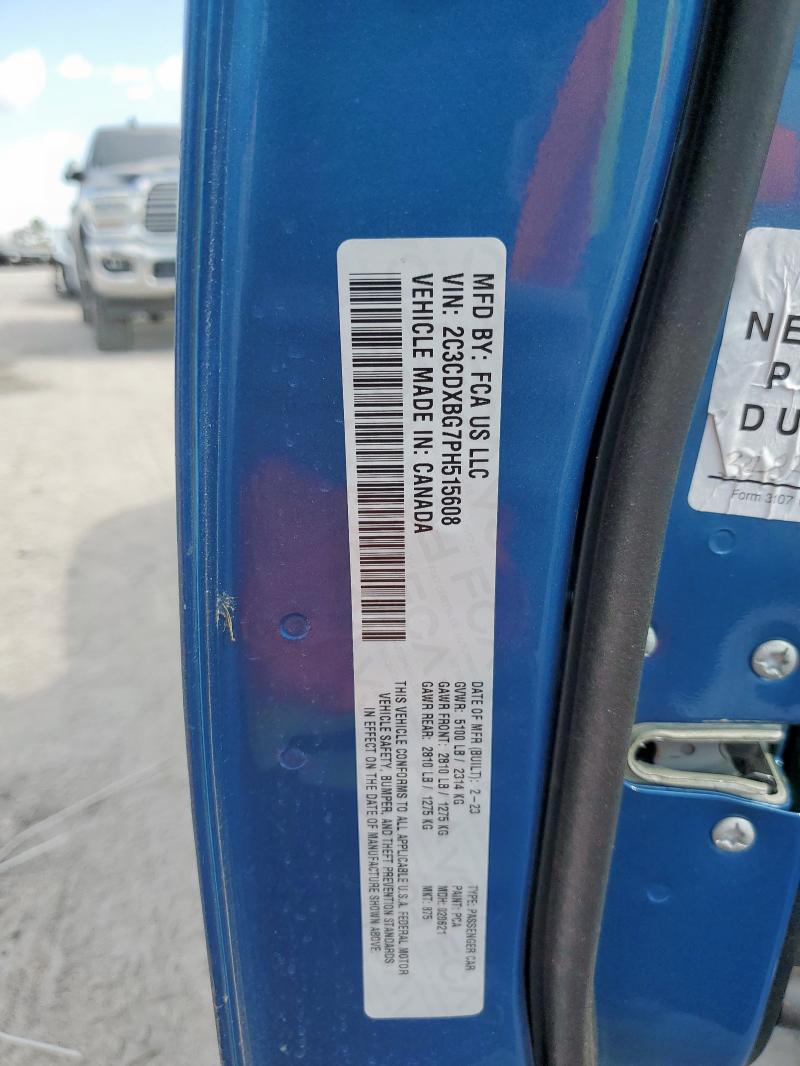 MFD BY: FCA US LLC
VIN: 2C3CDXBG7PH515608
VEHICLE MADE IN: CANADA
DATE OF MFR (BUILT): 2-23
GVWR: 5100 LB / 2314 KG
GAWR FRONT: 2810 LB / 1275 KG
GAWR REAR: 2810 LB / 1275 KG
THIS VEHICLE CONFORMS TO ALL APPLICABLE U.S.A. FEDERAL MOTOR
VEHICLE SAFETY, BUMPER, AND THEFT PREVENTION STANDARDS
IN EFFECT ON THE DATE OF MANUFACTURE SHOWN ABOVE.
TYPE: PASSENGER CAR
PAINT: PCA
MDH: 020621
MKT: 875
NE
P
DU
Form 3107